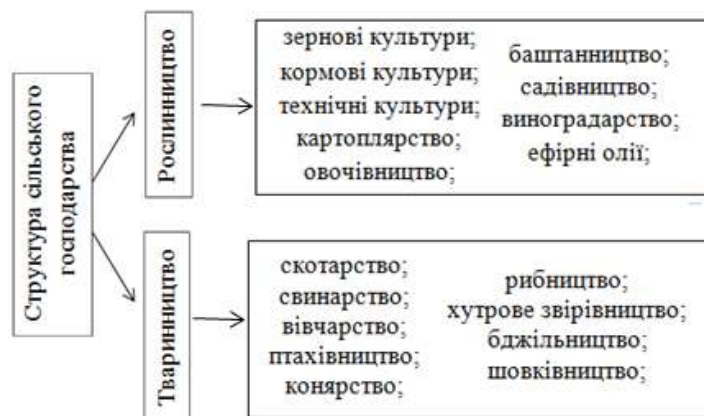 Структура сільського
господарства
Рослинництво
зернові культури;
кормові культури;
технічні культури;
картоплярство;
овочівництво;
баштанництво;
садівництво;
виноградарство;
ефірні олії;
Тваринництво
скотарство;
свинарство;
вівчарство;
птахівництво;
конярство;
рибництво;
хутрове звірівництво;
бджільництво;
шовківництво;